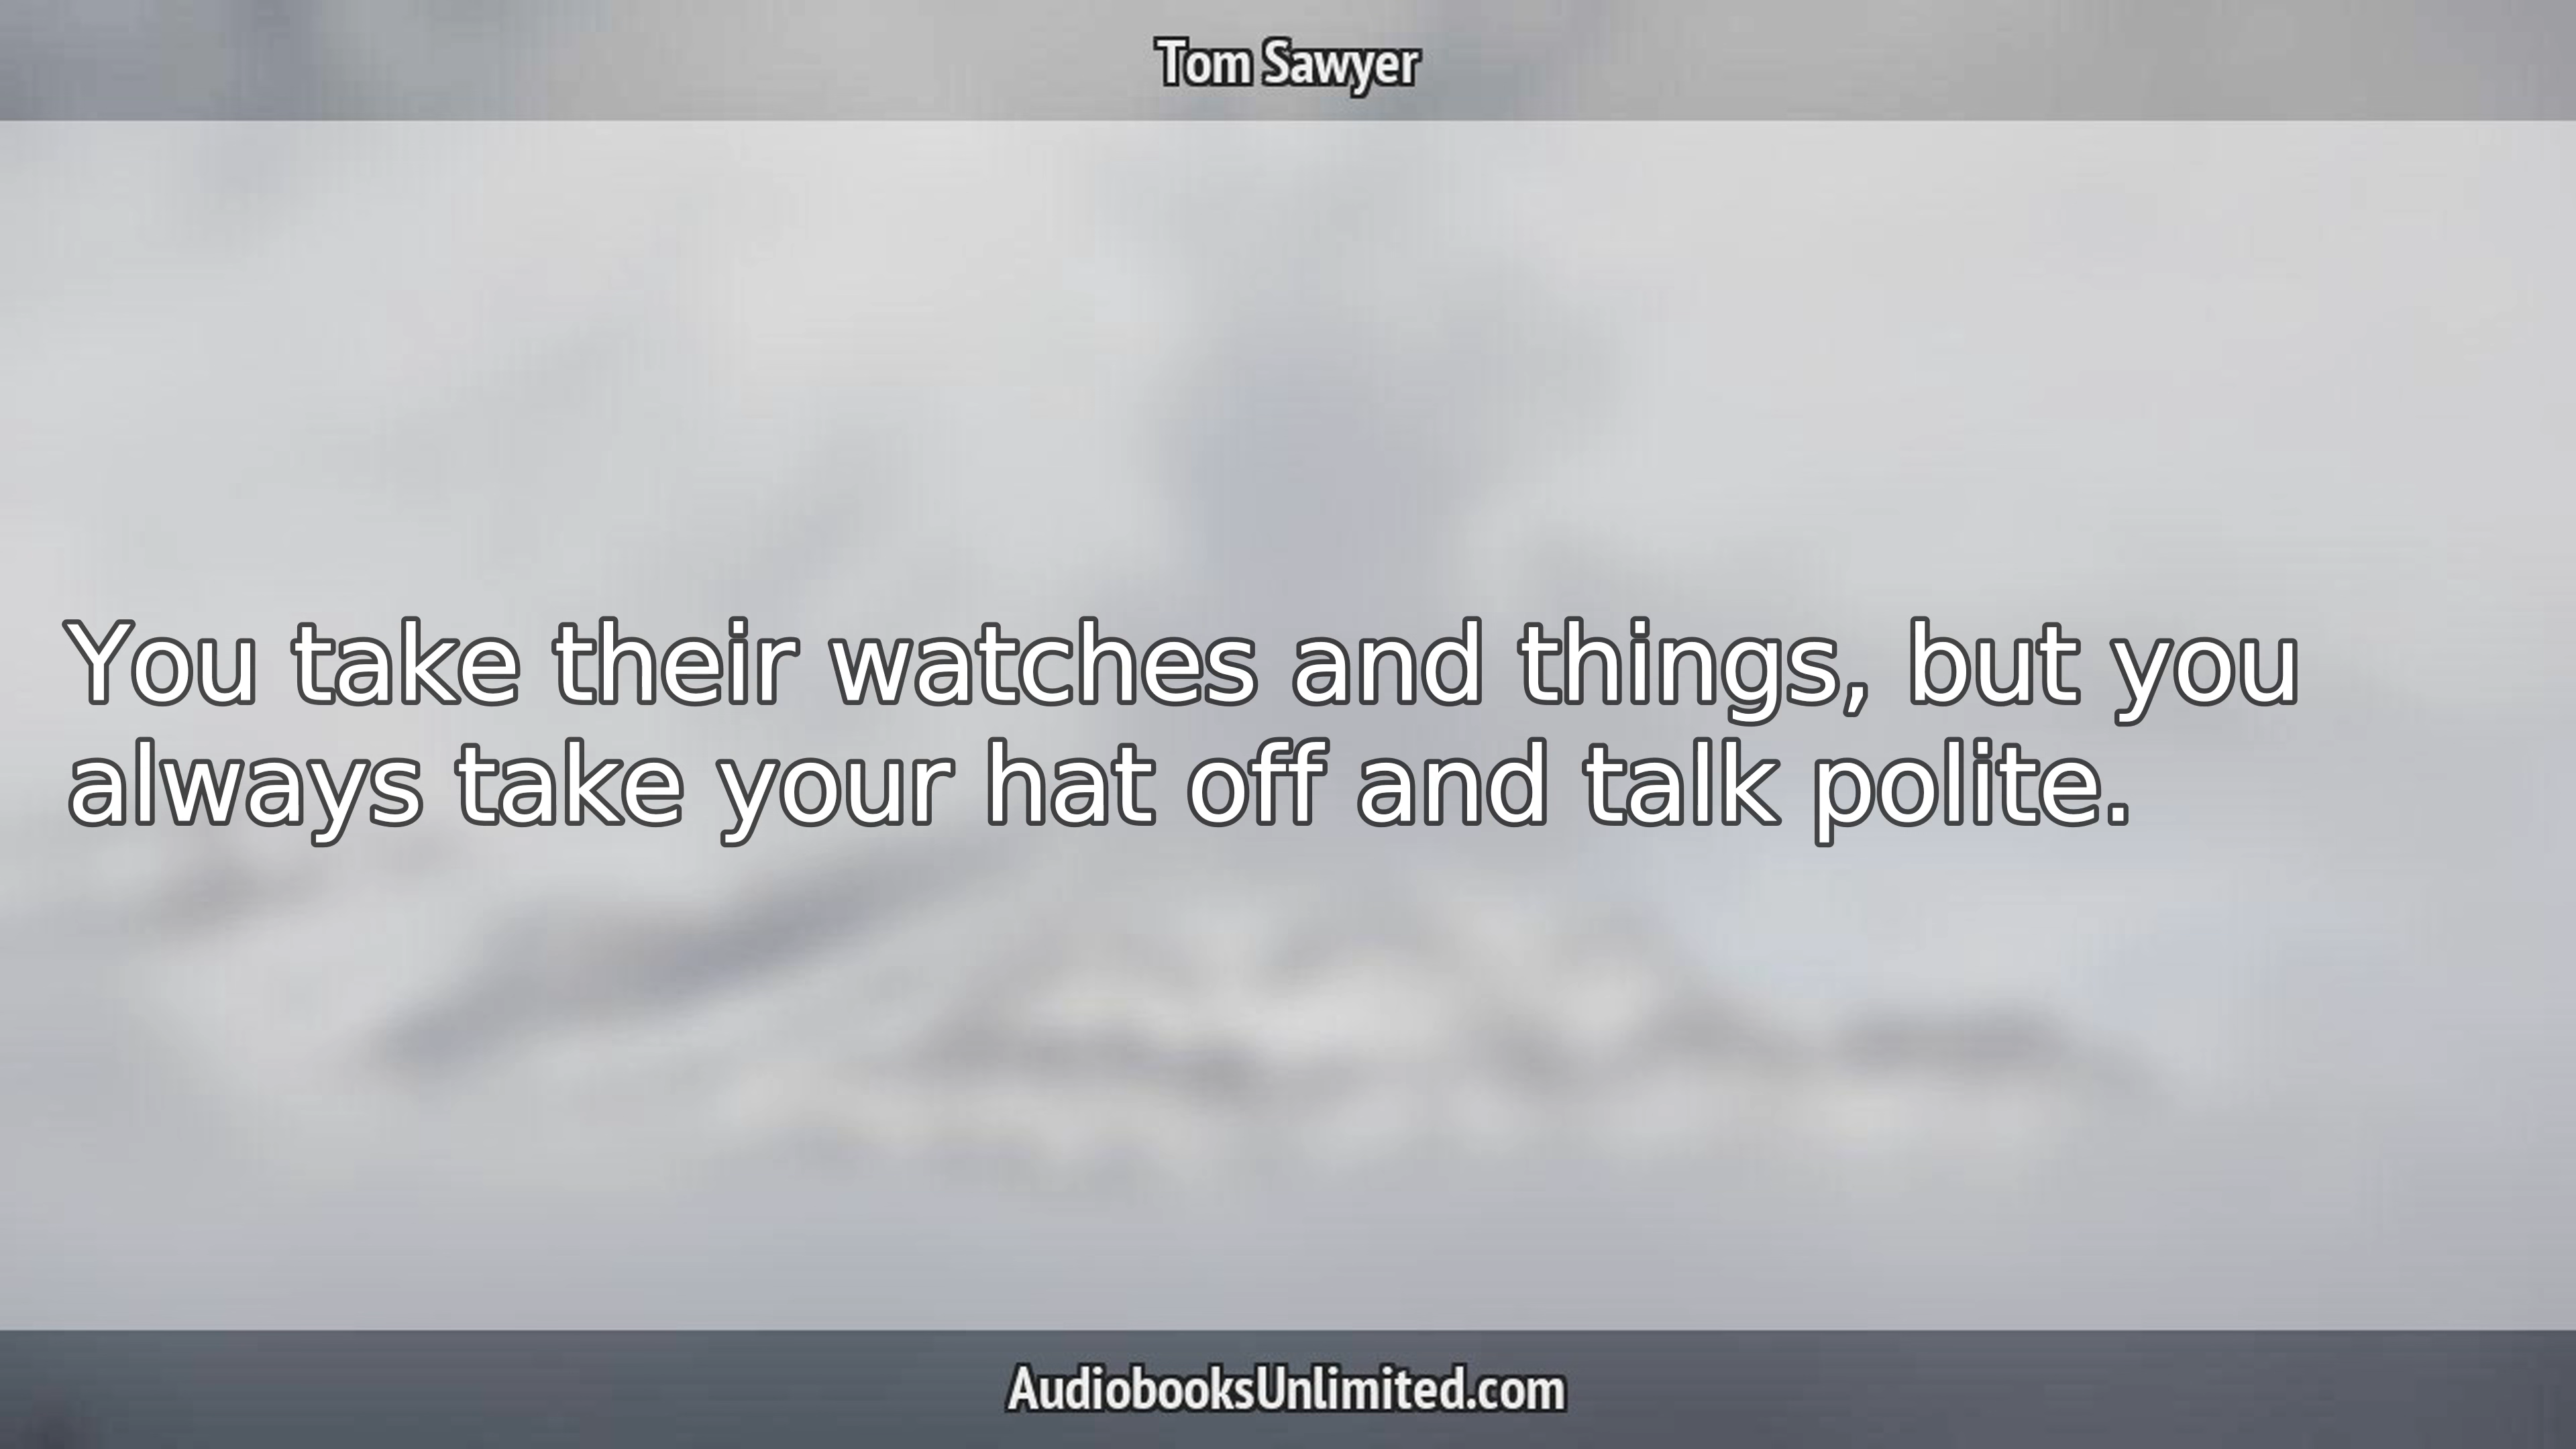 Tom Sawyer
You take their watches and things, but you
always take your hat off and talk polite.
AudiobooksUnlimited.com